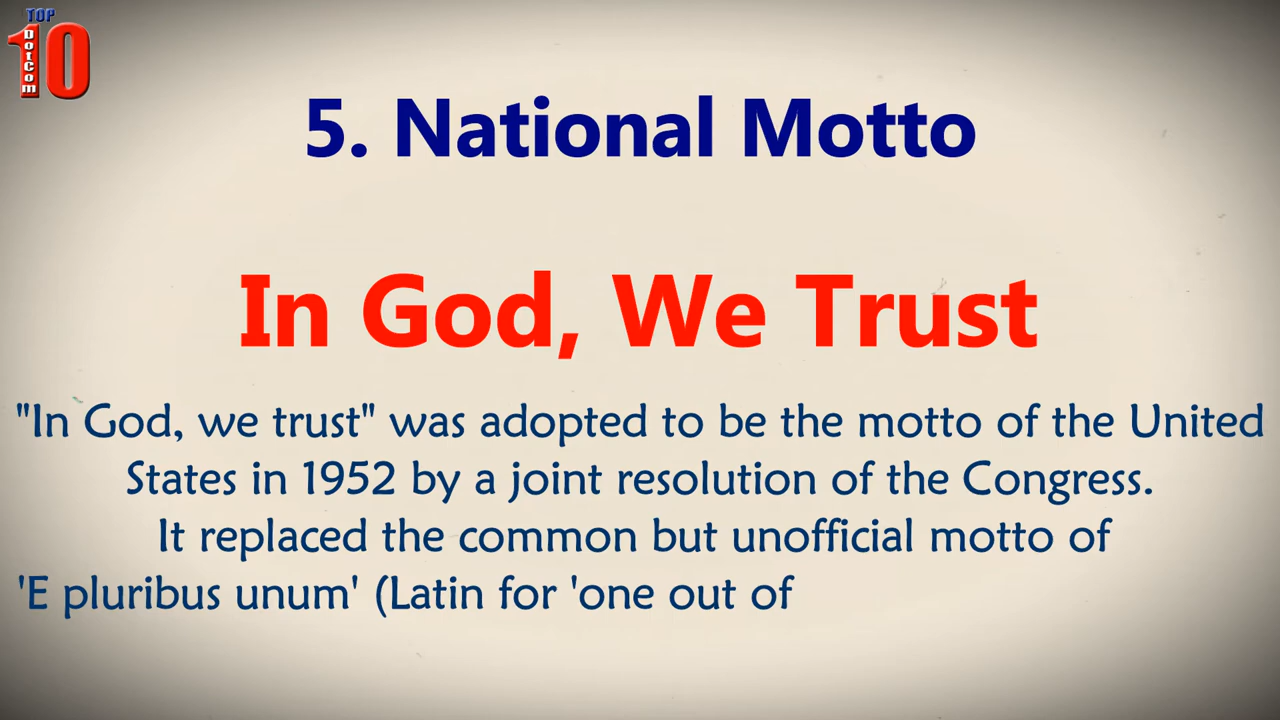 TOP
10
DotCom
5. National Motto
In God, We Trust
"In God, we trust" was adopted to be the motto of the United
States in 1952 by a joint resolution of the Congress.
It replaced the common but unofficial motto of
'E pluribus unum' (Latin for 'one out of